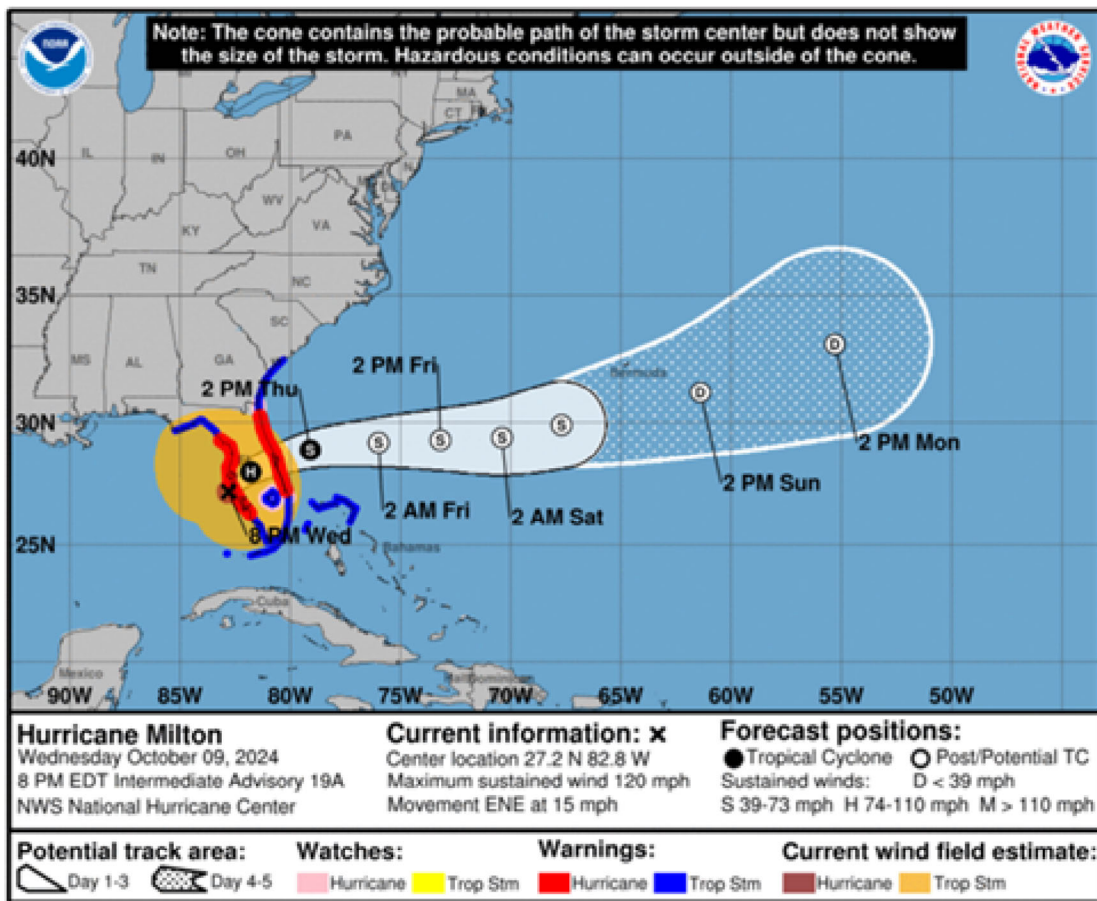 Note: The cone contains the probable path of the storm center but does not show
the size of the storm. Hazardous conditions can occur outside of the cone.
NOAA
NATIONAL WEATHER SERVICE
MA
CT
PA
NJ
IL
IN
OH
WV
VA
KY
TN
NC
SC
MS
AL
GA
40N
35N
30N
25N
Bermuda
Bahamas
Cuba
Mexico
2 PM Fri
2 PM Thu
8 PM Wed
2 AM Fri
2 AM Sat
2 PM Sun
2 PM Mon
H
S
S
S
S
S
D
D
90W 85W 80W 75W 70W 65W 60W 55W 50W
Hurricane Milton
Wednesday October 09, 2024
8 PM EDT Intermediate Advisory 19A
NWS National Hurricane Center
Current information: x
Center location 27.2 N 82.8 W
Maximum sustained wind 120 mph
Movement ENE at 15 mph
Forecast positions:
Tropical Cyclone Post/Potential TC
Sustained winds: D < 39 mph
S 39-73 mph H 74-110 mph M > 110 mph
Potential track area:
Day 1-3 Day 4-5
Watches:
Hurricane Trop Stm
Warnings:
Hurricane Trop Stm
Current wind field estimate:
Hurricane Trop Stm